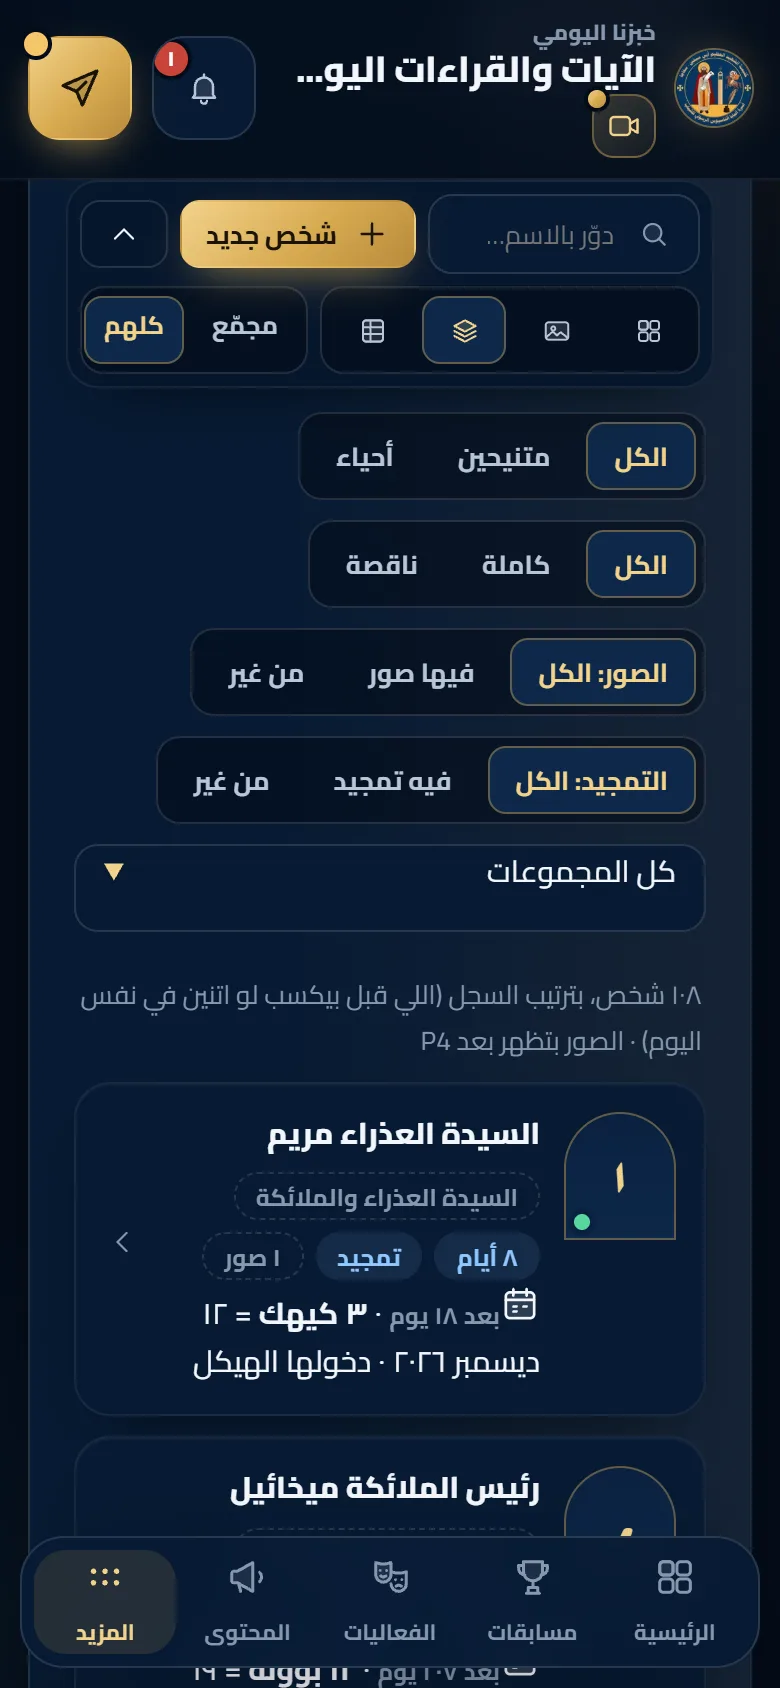 خبزنا اليومي
الآيات والقراءات اليو...
١
دوّر بالاسم...
شخص جديد
مجمّع
كلهم
الكل
متنيحين
أحياء
الكل
كاملة
ناقصة
الصور: الكل
فيها صور
من غير
التمجيد: الكل
فيه تمجيد
من غير
كل المجموعات
١٠٨ شخص، بترتيب السجل (اللي قبل بيكسب لو اتنين في نفس
اليوم) · الصور بتظهر بعد P4
١
السيدة العذراء مريم
السيدة العذراء والملائكة
٨ أيام
تمجيد
١ صور
بعد ١٨ يوم · ٣ كيهك = ١٢
ديسمبر ٢٠٢٦ · دخولها الهيكل
رئيس الملائكة ميخائيل
الرئيسية
مسابقات
الفعاليات
المحتوى
المزيد